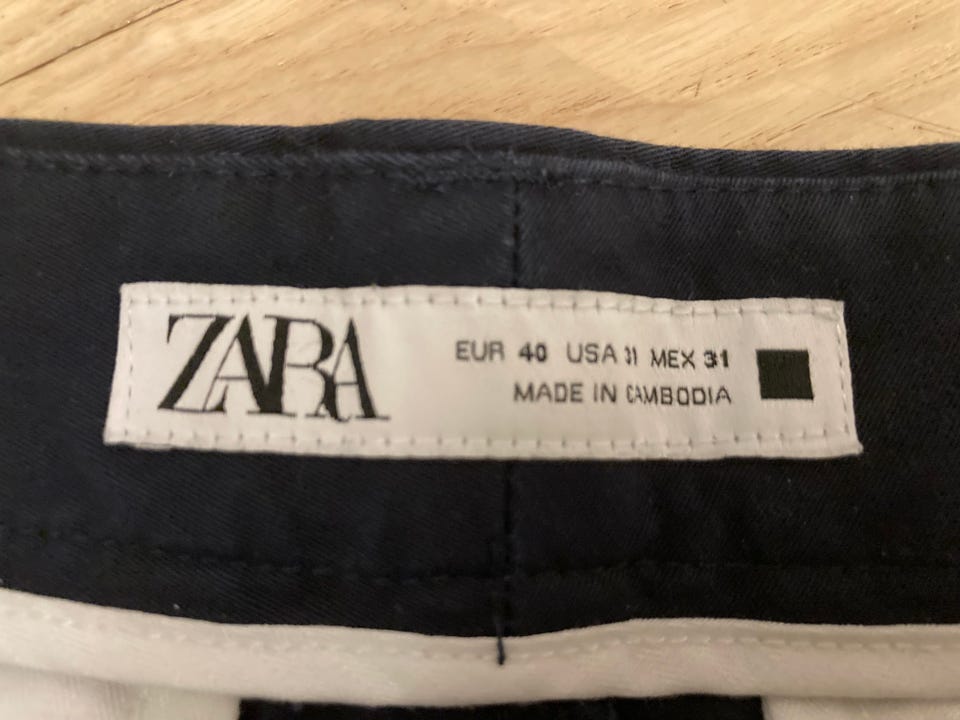 ZARA
EUR 40 USA 31 MEX 31
MADE IN CAMBODIA